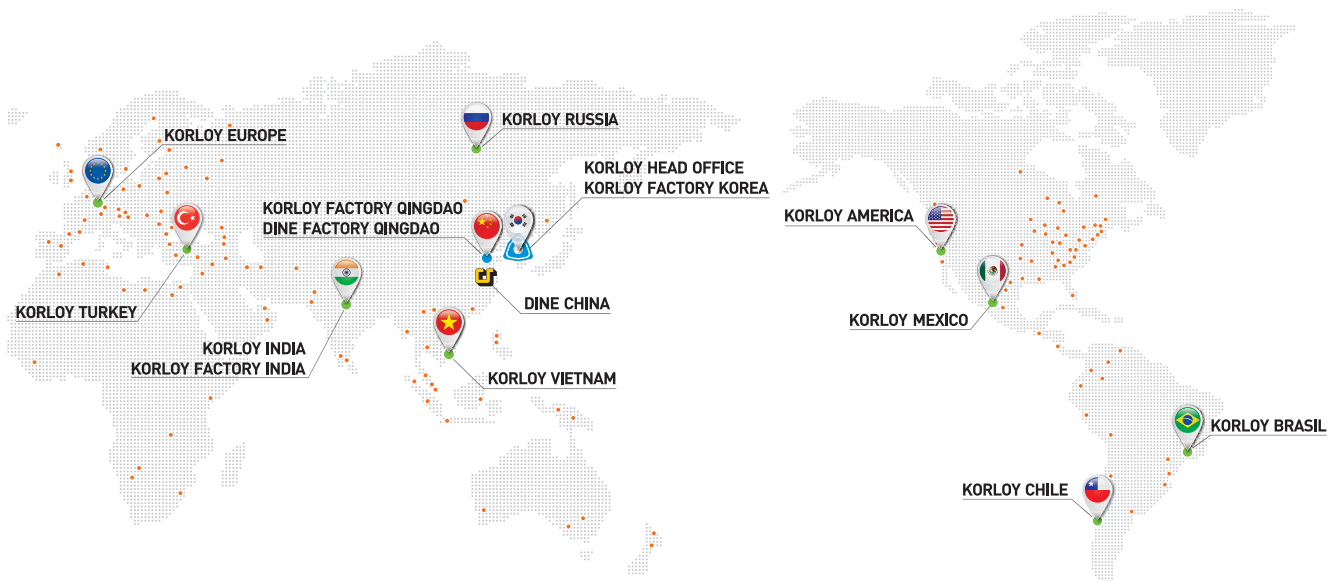 KORLOY RUSSIA
KORLOY EUROPE
KORLOY HEAD OFFICE
KORLOY FACTORY KOREA
KORLOY FACTORY QINGDAO
DINE FACTORY QINGDAO
KORLOY AMERICA
DINE CHINA
KORLOY TURKEY
KORLOY MEXICO
KORLOY INDIA
KORLOY FACTORY INDIA
KORLOY VIETNAM
KORLOY BRASIL
KORLOY CHILE